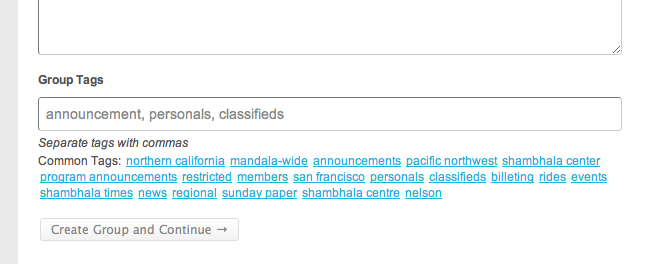 Group Tags
announcement, personals, classifieds
Separate tags with commas
Common Tags: northern california mandala-wide announcements pacific northwest shambhala center
program announcements restricted members san francisco personals classifieds billeting rides events
shambhala times news regional sunday paper shambhala centre nelson
Create Group and Continue →